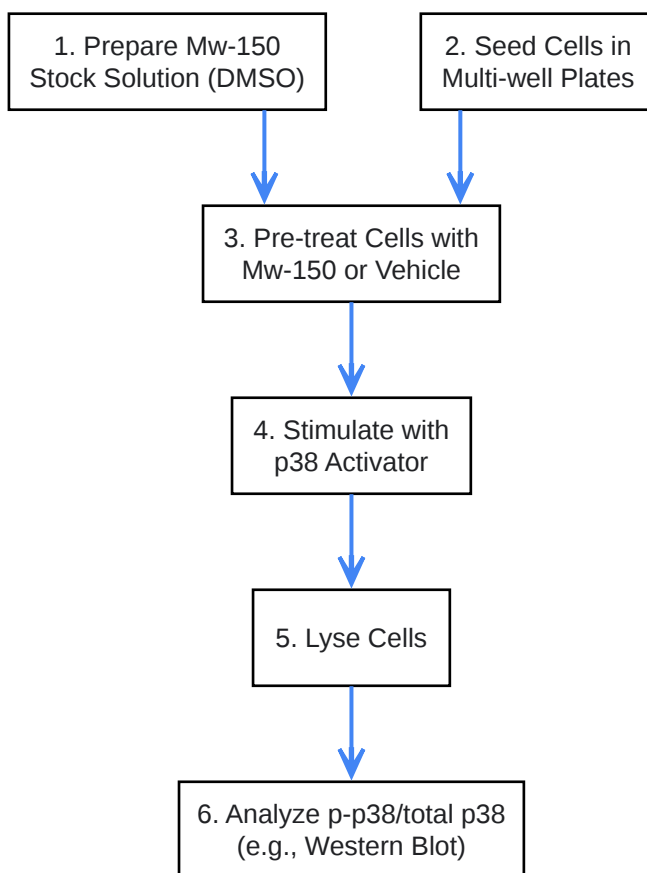 1. Prepare Mw-150
Stock Solution (DMSO)
2. Seed Cells in
Multi-well Plates
3. Pre-treat Cells with
Mw-150 or Vehicle
4. Stimulate with
p38 Activator
5. Lyse Cells
6. Analyze p-p38/total p38
(e.g., Western Blot)